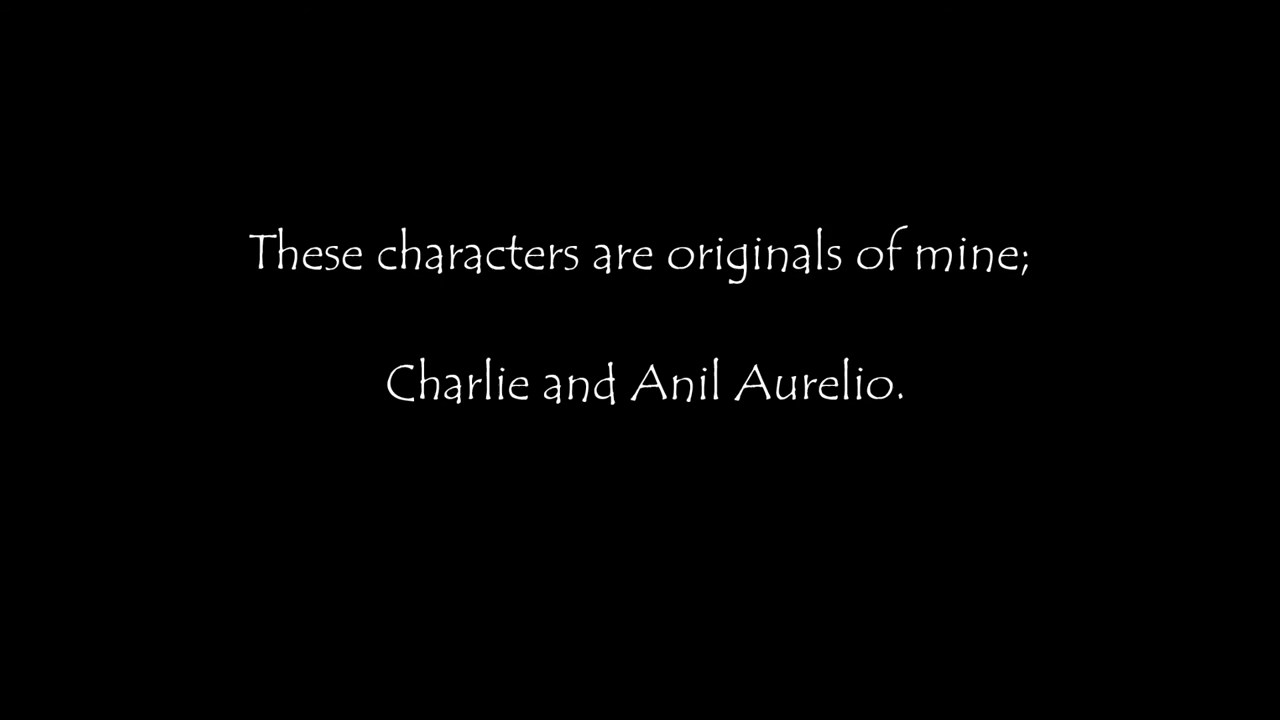 These characters are originals of mine;
Charlie and Anil Aurelio.